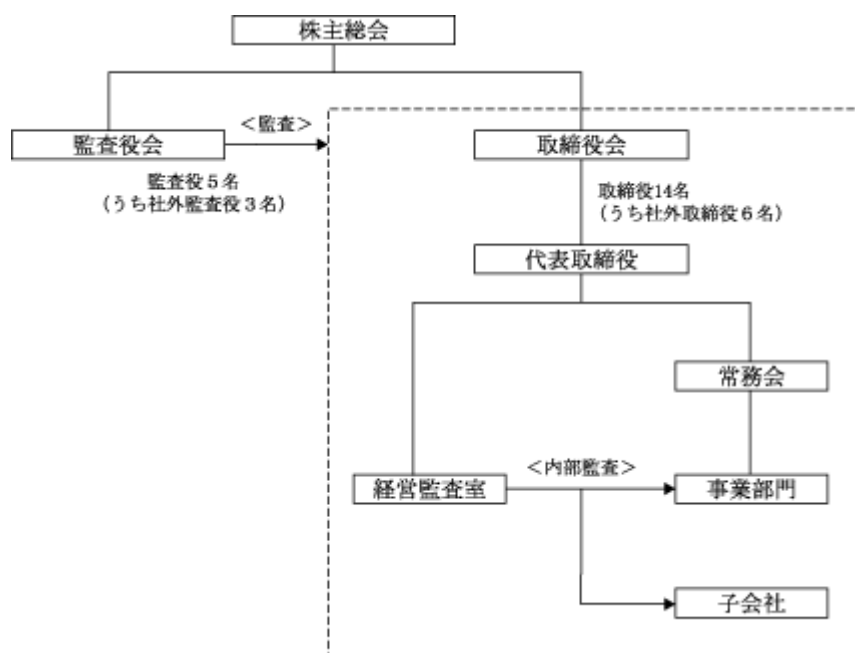 株主総会
監査役会
<監査>
取締役会
監査役5名
(うち社外監査役3名)
取締役14名
(うち社外取締役6名)
代表取締役
常務会
<内部監査>
経営監査室
事業部門
子会社